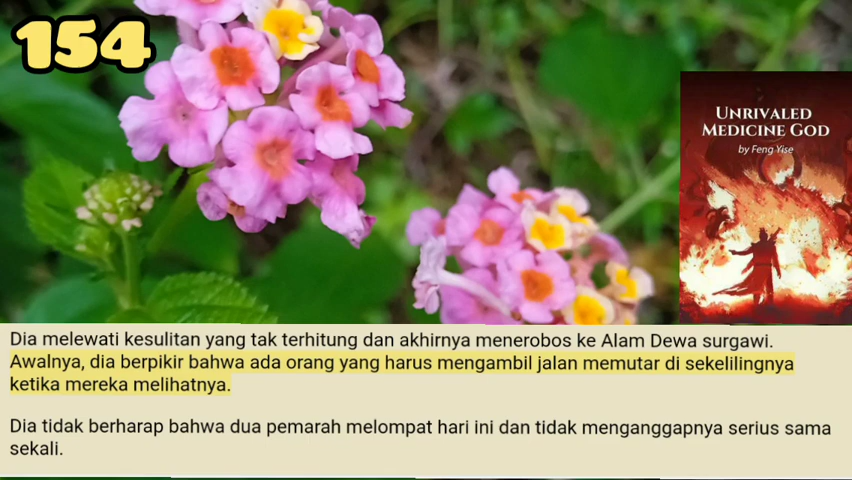 154
UNRIVALED
MEDICINE GOD
by Feng Yise
Dia melewati kesulitan yang tak terhitung dan akhirnya menerobos ke Alam Dewa surgawi.
Awalnya, dia berpikir bahwa ada orang yang harus mengambil jalan memutar di sekelilingnya
ketika mereka melihatnya.
Dia tidak berharap bahwa dua pemarah melompat hari ini dan tidak menganggapnya serius sama
sekali.